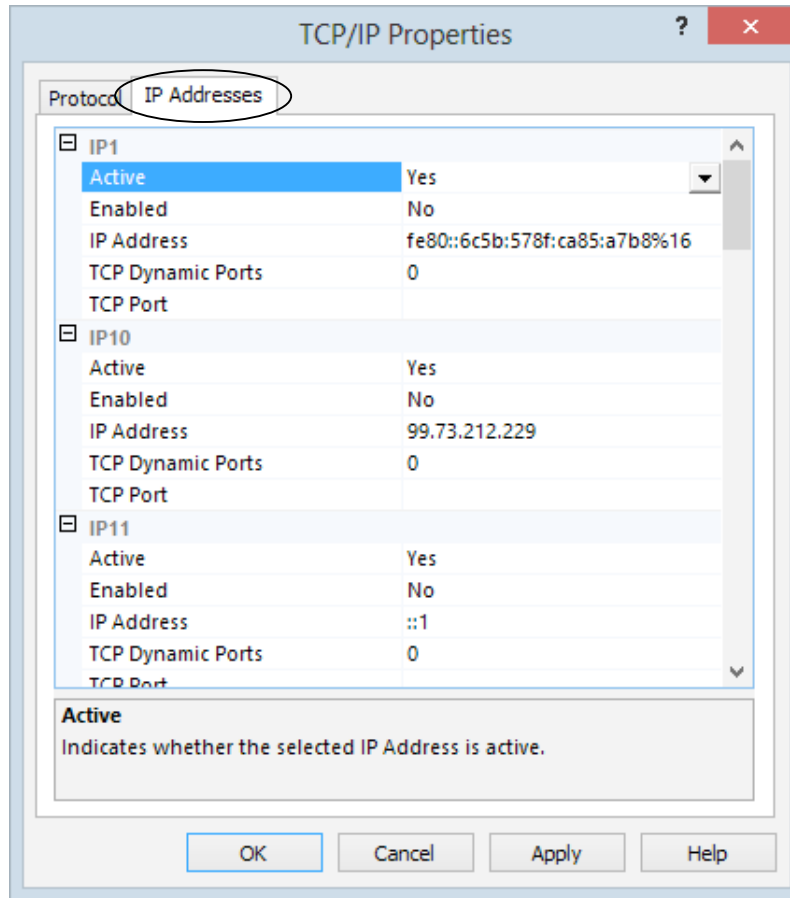 TCP/IP Properties ?
Protocol IP Addresses
IP1
Active Yes
Enabled No
IP Address fe80::6c5b:578f:ca85:a7b8%16
TCP Dynamic Ports 0
TCP Port
IP10
Active Yes
Enabled No
IP Address 99.73.212.229
TCP Dynamic Ports 0
TCP Port
IP11
Active Yes
Enabled No
IP Address ::1
TCP Dynamic Ports 0
TCP Port
Active
Indicates whether the selected IP Address is active.
OK Cancel Apply Help